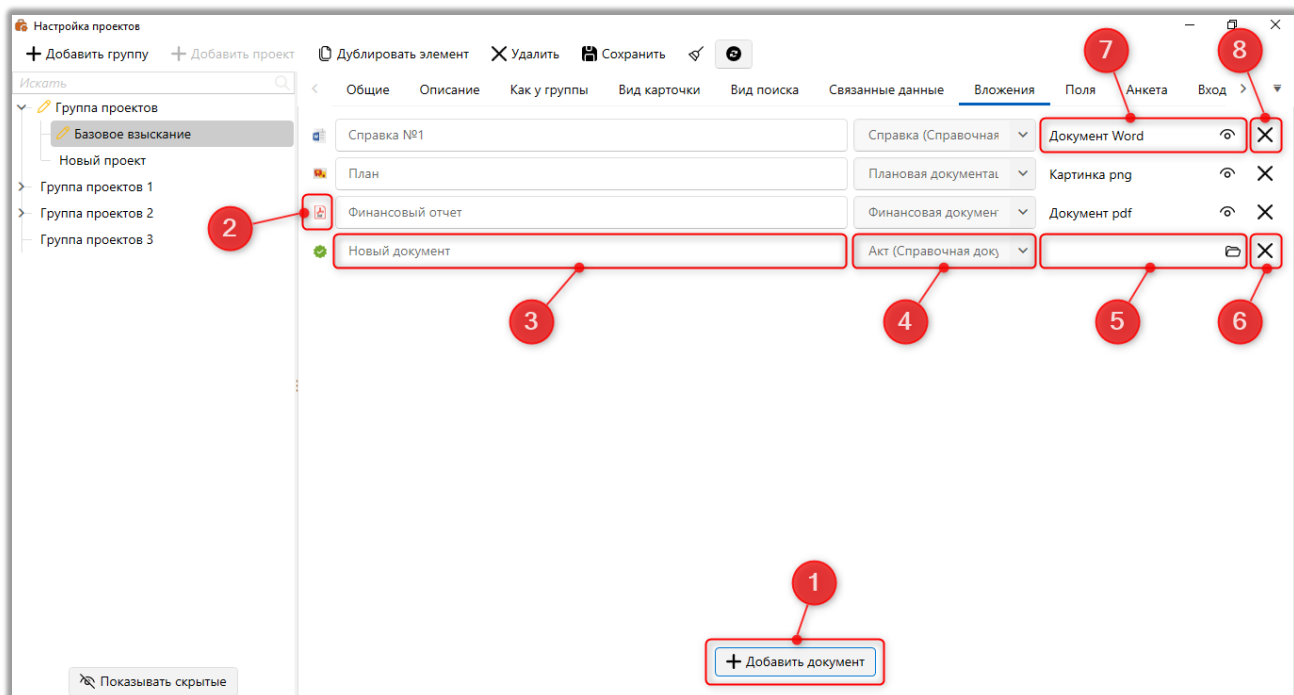 Настройка проектов
Добавить группу Добавить проект Дублировать элемент Удалить Сохранить
7 8
Искать
Общие Описание Как у группы Вид карточки Вид поиска Связанные данные Вложения Поля Анкета Вход
Группа проектов
Базовое взыскание
Новый проект
Группа проектов 1
Группа проектов 2
Группа проектов 3
Справка №1 Справка (Справочная Документ Word
План Плановая документац Картинка png
2
Финансовый отчет Финансовая документ Документ pdf
Новый документ Акт (Справочная доку
3 4 5 6
1
Добавить документ
Показывать скрытые